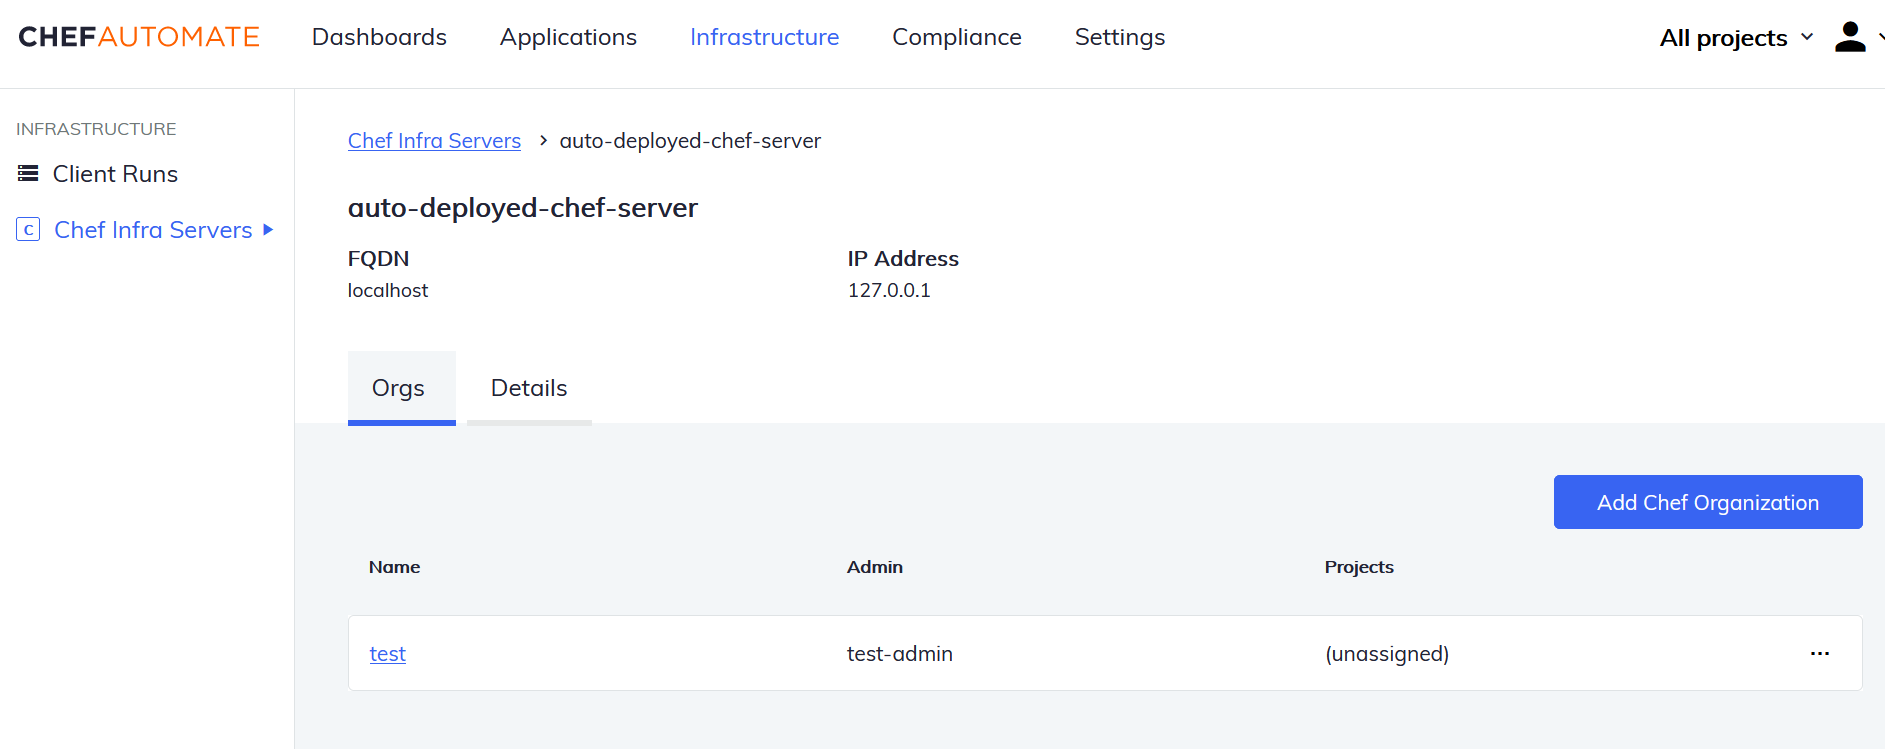 CHEFAUTOMATE Dashboards Applications Infrastructure Compliance Settings All projects
INFRASTRUCTURE
Client Runs
C Chef Infra Servers
Chef Infra Servers > auto-deployed-chef-server
auto-deployed-chef-server
FQDN IP Address
localhost 127.0.0.1
Orgs Details
Add Chef Organization
Name Admin Projects
test test-admin (unassigned) ...